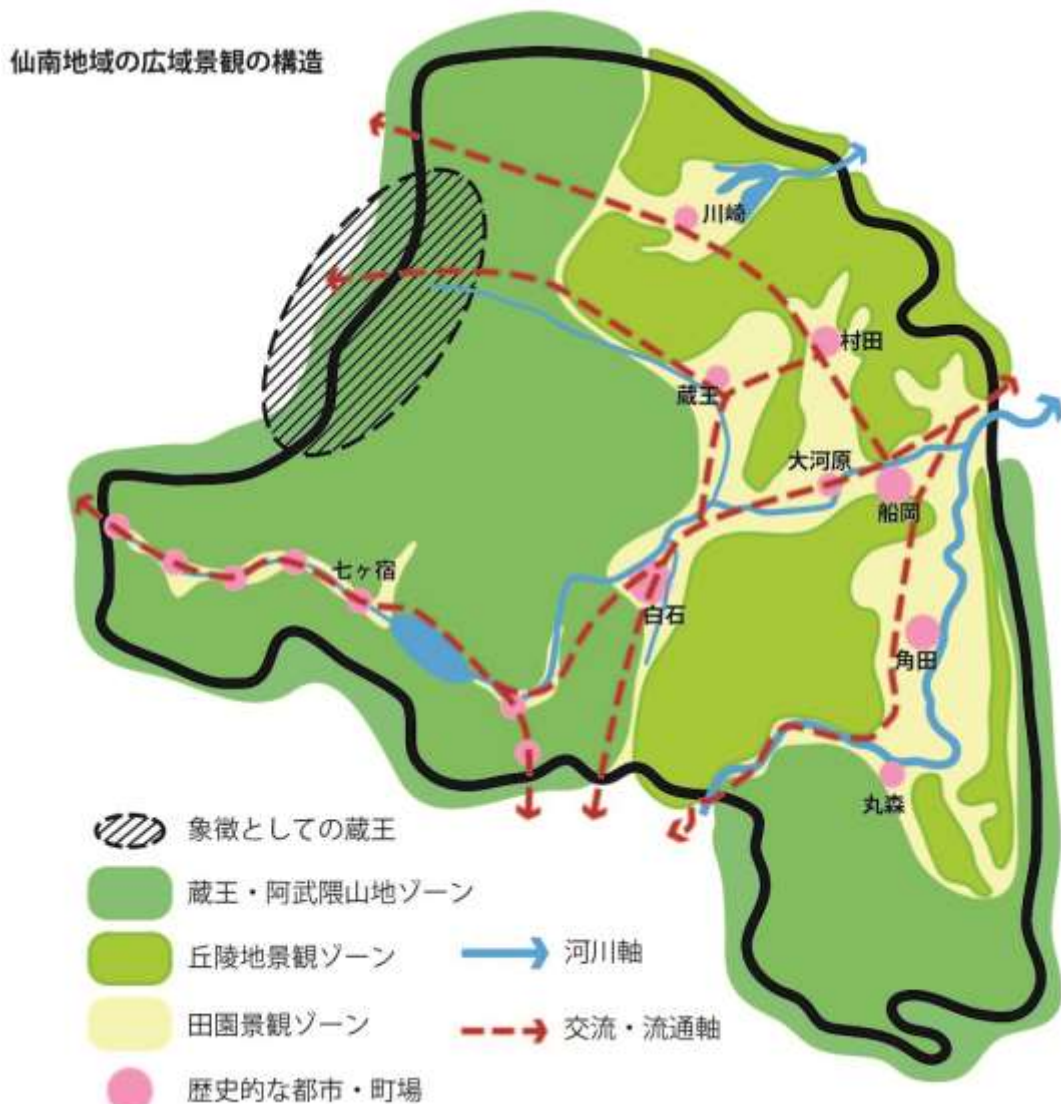 仙南地域の広域景観の構造
川崎
村田
蔵王
大河原
船岡
七ヶ宿
白石
角田
丸森
象徴としての蔵王
蔵王・阿武隈山地ゾーン
丘陵地景観ゾーン
河川軸
田園景観ゾーン
交流・流通軸
歴史的な都市・町場